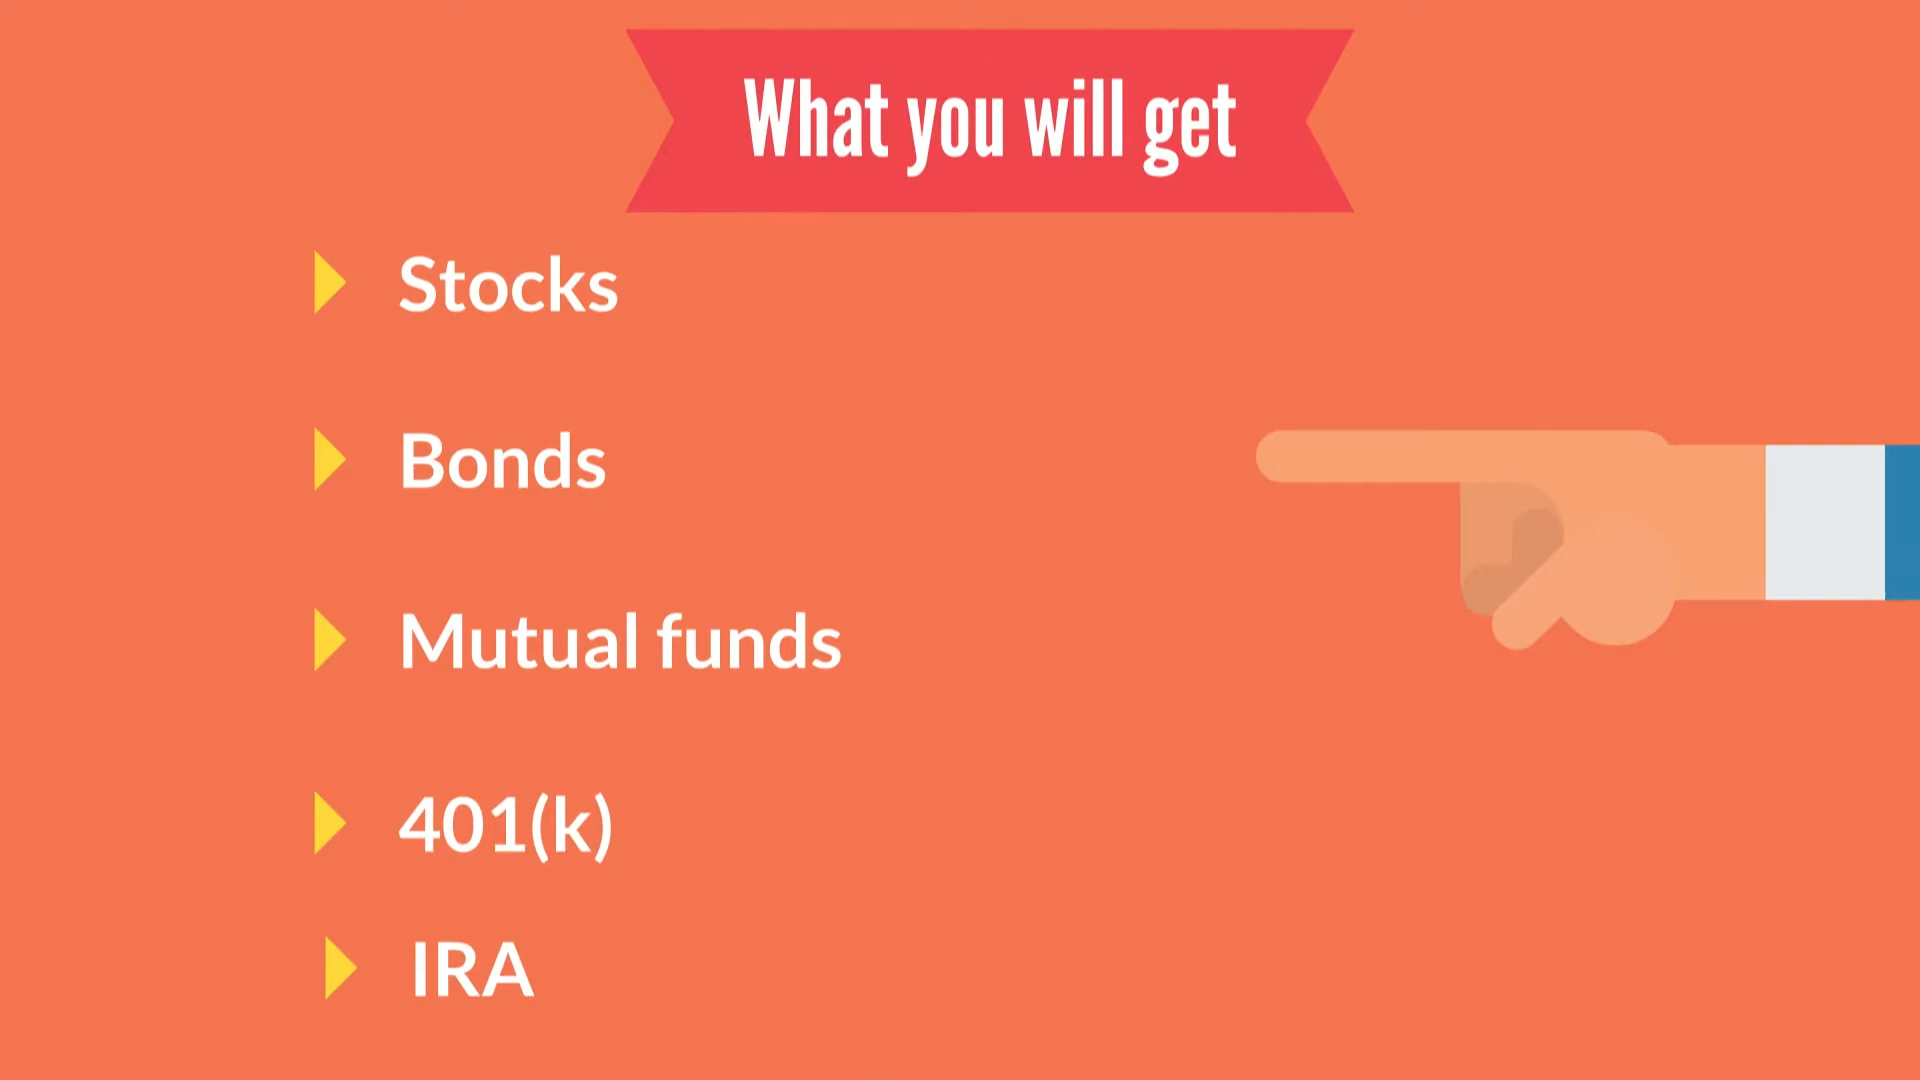 What you will get
Stocks
Bonds
Mutual funds
401(k)
IRA